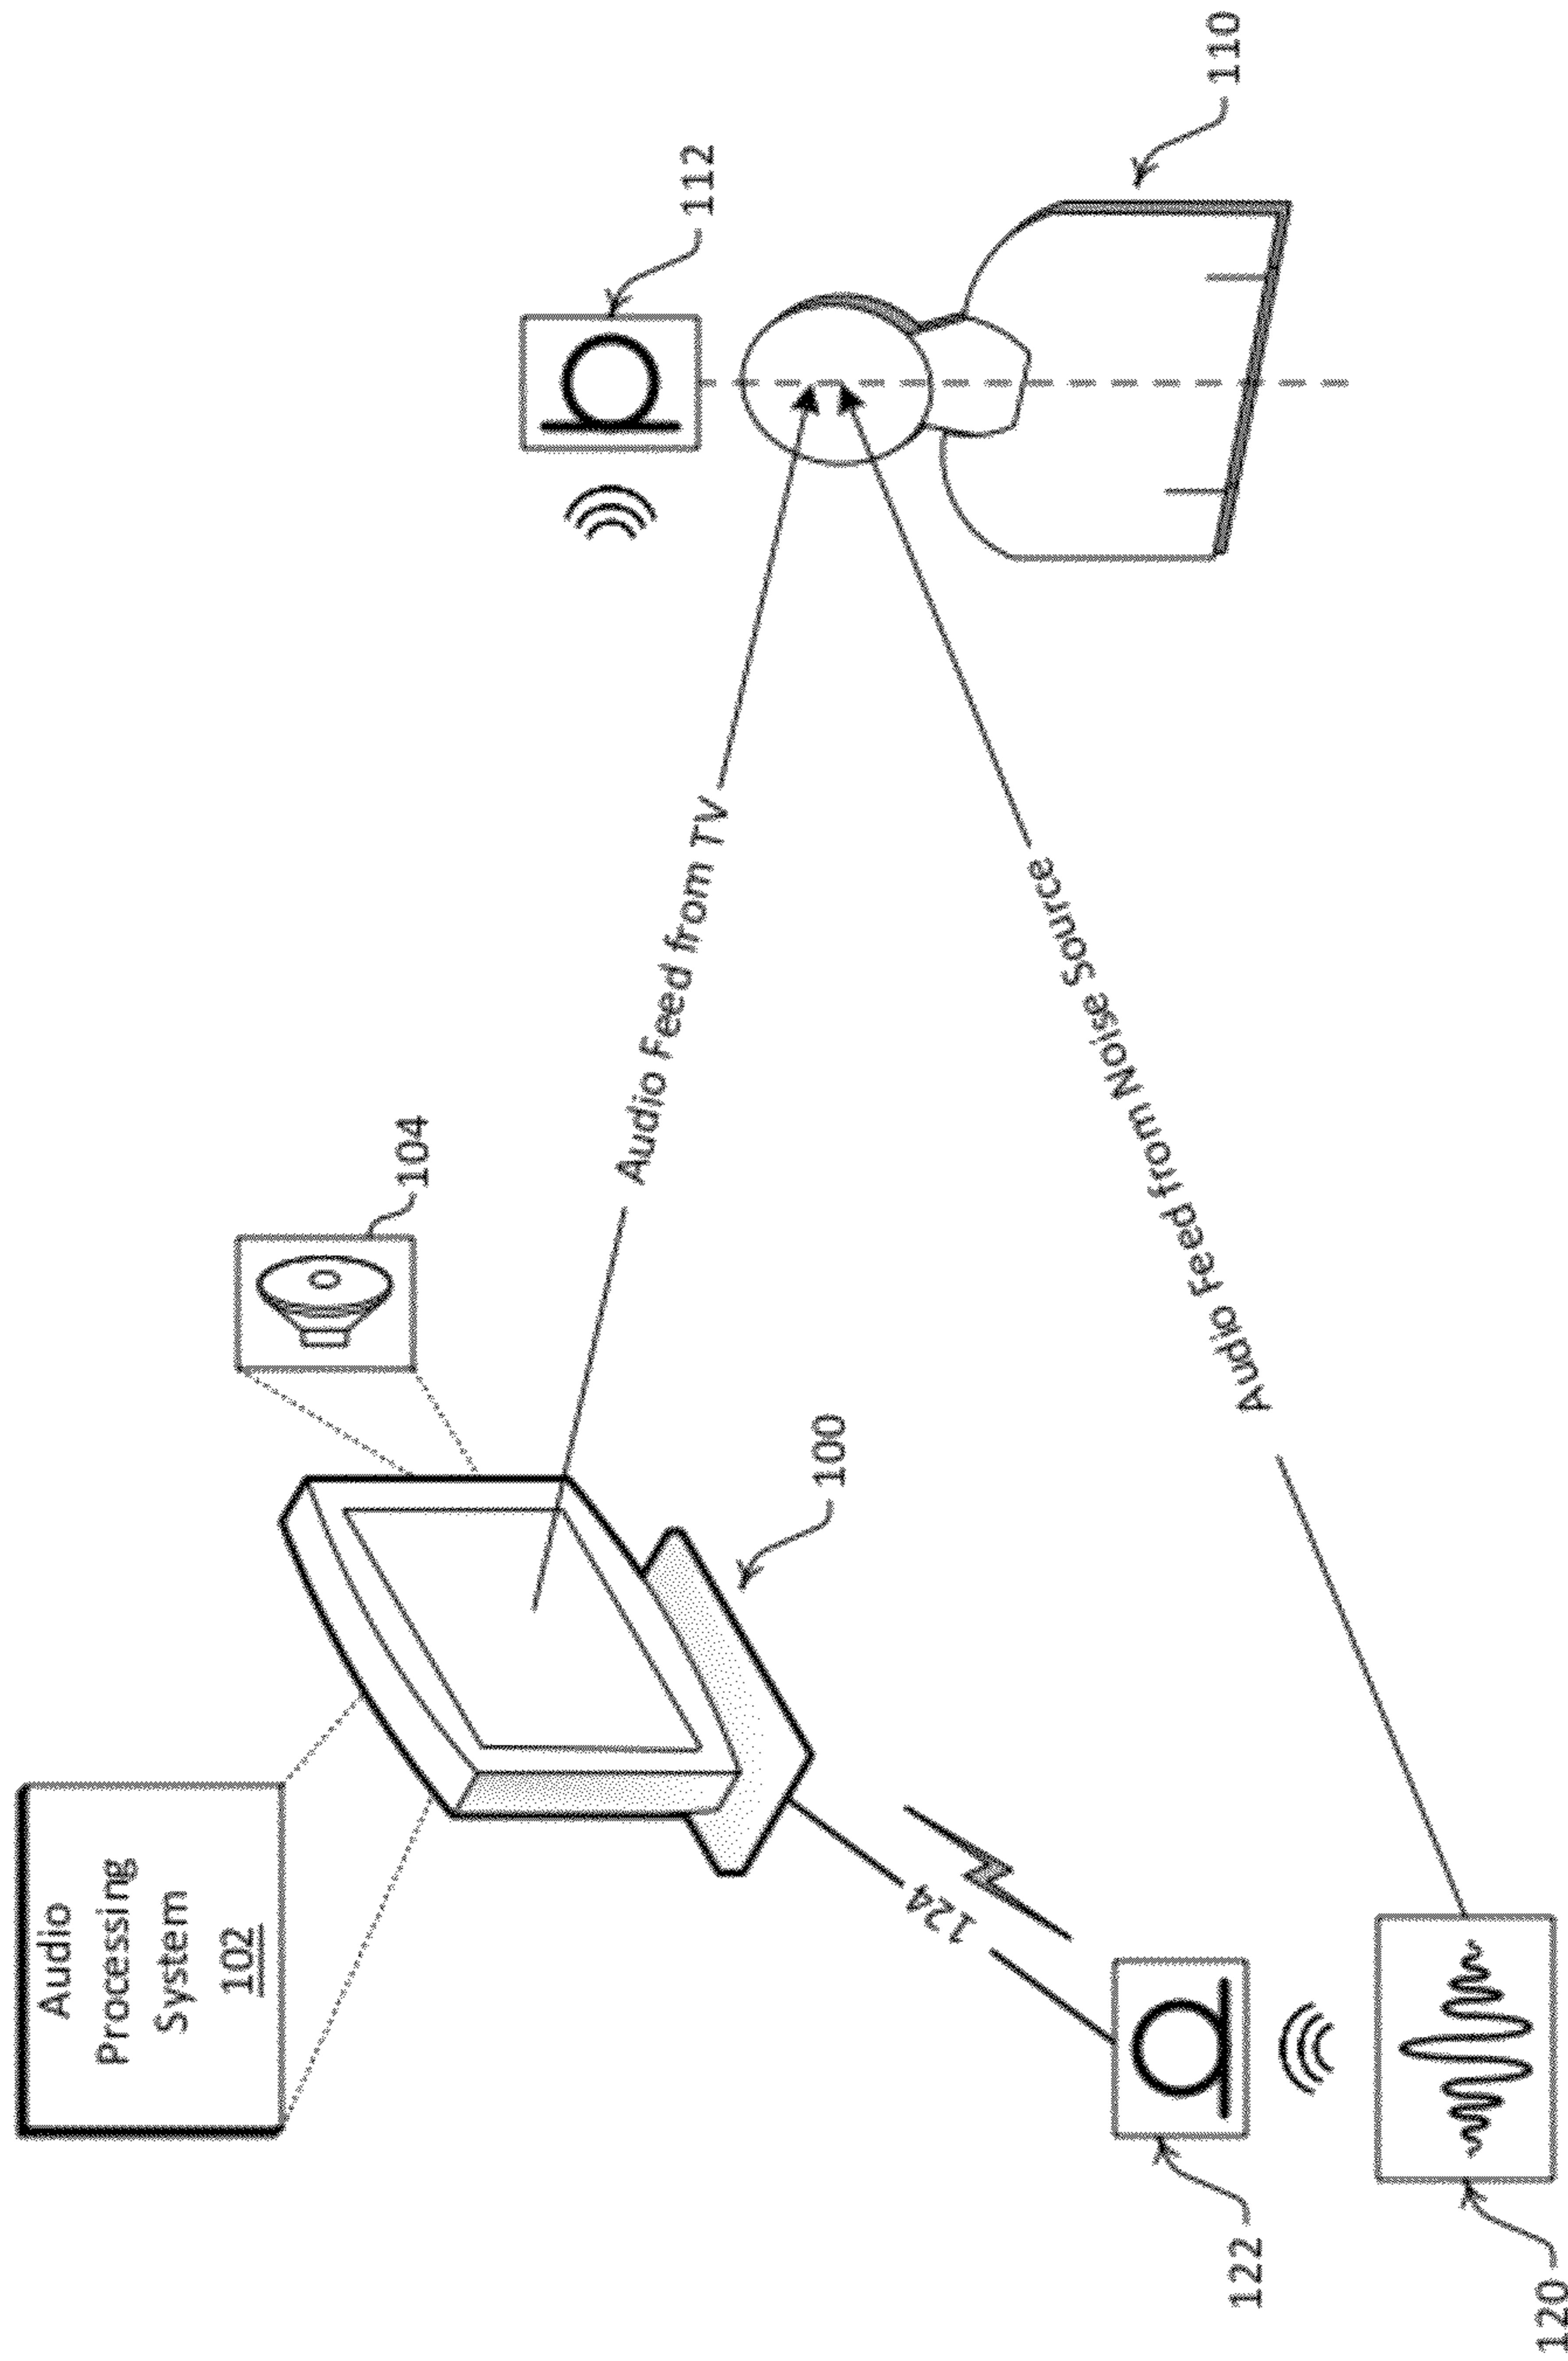 Audio
Processing
System
102
104
112
110
Audio Feed from TV
100
124
Audio Feed from Noise Source
122
120